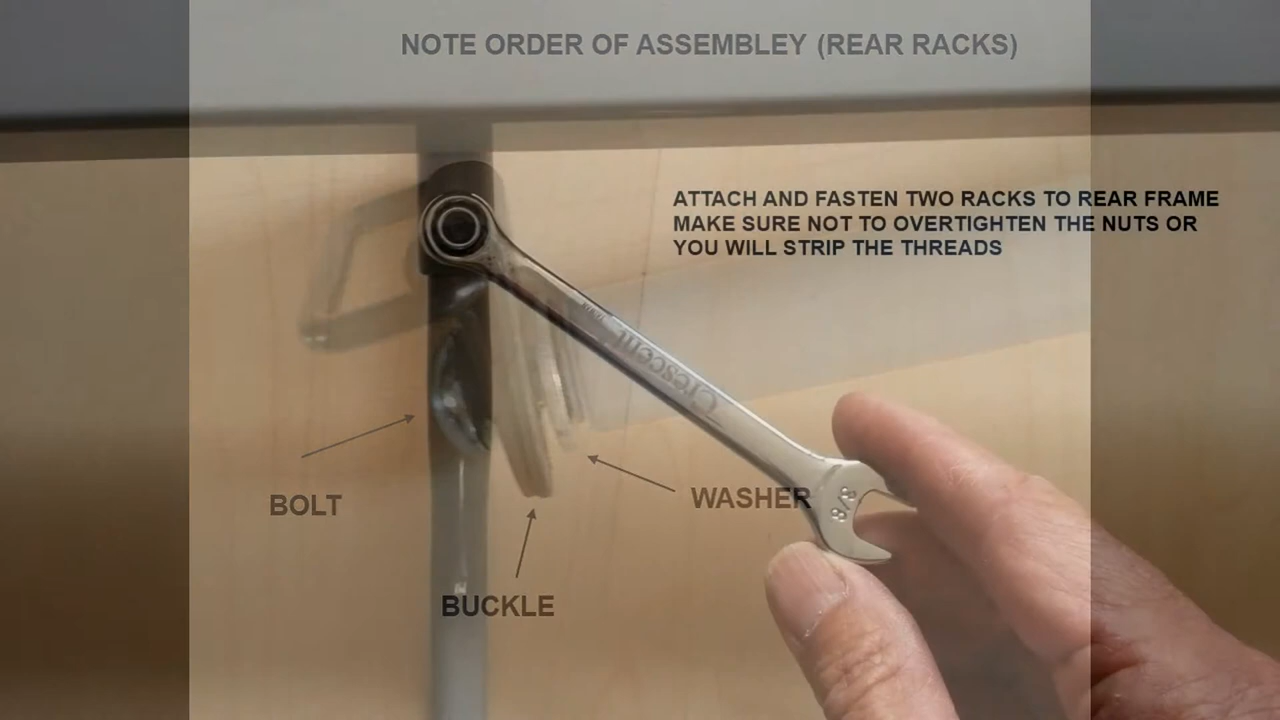 NOTE ORDER OF ASSEMBLEY (REAR RACKS)
ATTACH AND FASTEN TWO RACKS TO REAR FRAME
MAKE SURE NOT TO OVERTIGHTEN THE NUTS OR
YOU WILL STRIP THE THREADS
Crescent
3/8
WASHER
BOLT
BUCKLE